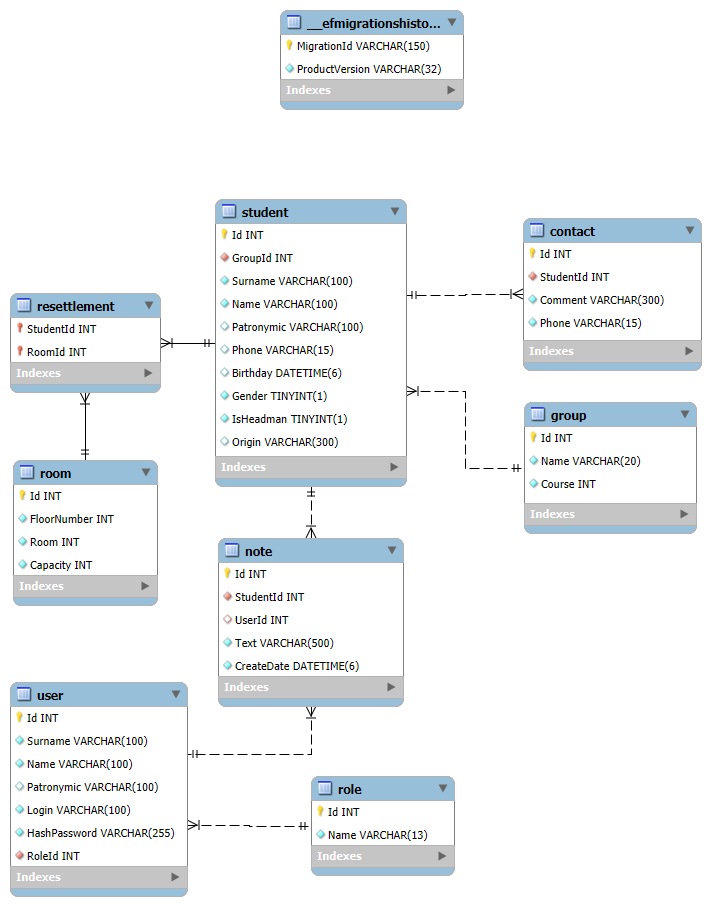 __efmigrationshisto...
MigrationId VARCHAR(150)
ProductVersion VARCHAR(32)
Indexes
student
Id INT
GroupId INT
Surname VARCHAR(100)
Name VARCHAR(100)
Patronymic VARCHAR(100)
Phone VARCHAR(15)
Birthday DATETIME(6)
Gender TINYINT(1)
IsHeadman TINYINT(1)
Origin VARCHAR(300)
Indexes
contact
Id INT
StudentId INT
Comment VARCHAR(300)
Phone VARCHAR(15)
Indexes
resettlement
StudentId INT
RoomId INT
Indexes
group
Id INT
Name VARCHAR(20)
Course INT
Indexes
room
Id INT
FloorNumber INT
Room INT
Capacity INT
Indexes
note
Id INT
StudentId INT
UserId INT
Text VARCHAR(500)
CreateDate DATETIME(6)
Indexes
user
Id INT
Surname VARCHAR(100)
Name VARCHAR(100)
Patronymic VARCHAR(100)
Login VARCHAR(100)
HashPassword VARCHAR(255)
RoleId INT
Indexes
role
Id INT
Name VARCHAR(13)
Indexes